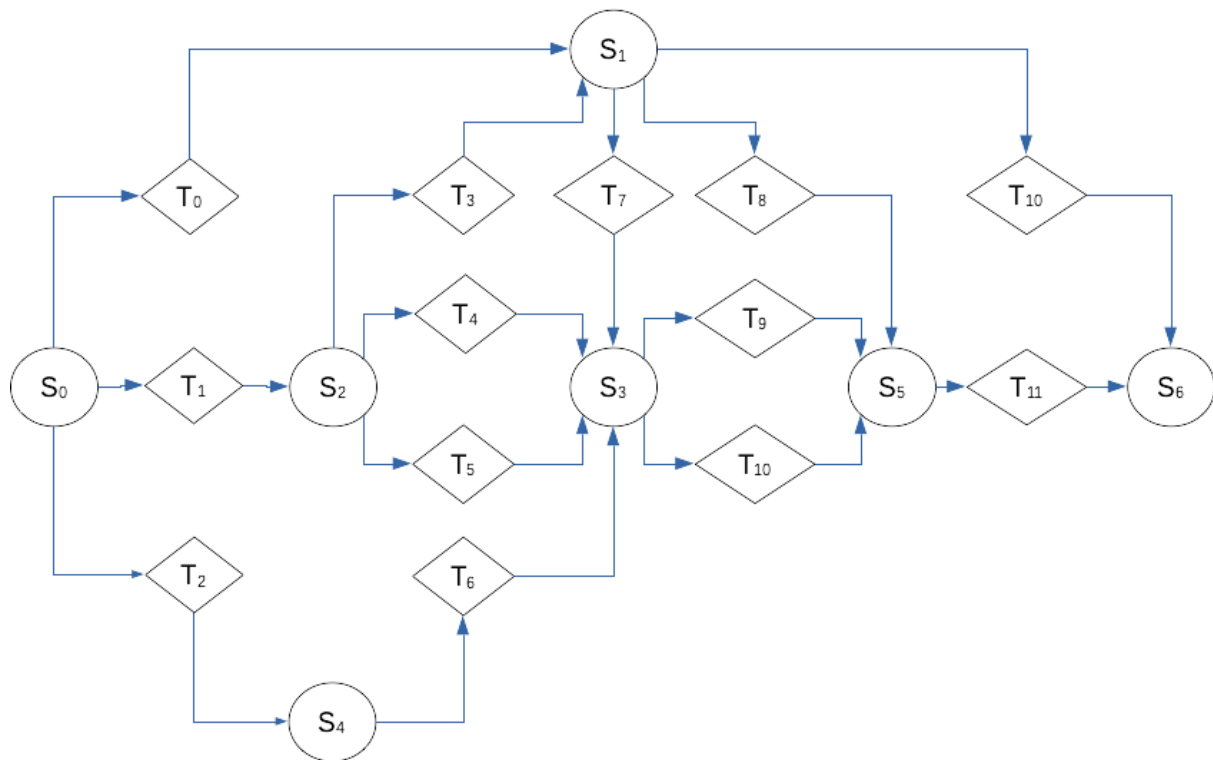 S₁
T₀
T₃
T₇
T₈
T₁₀
T₄
T₉
S₀
T₁
S₂
S₃
S₅
T₁₁
S₆
T₅
T₁₀
T₂
T₆
S₄